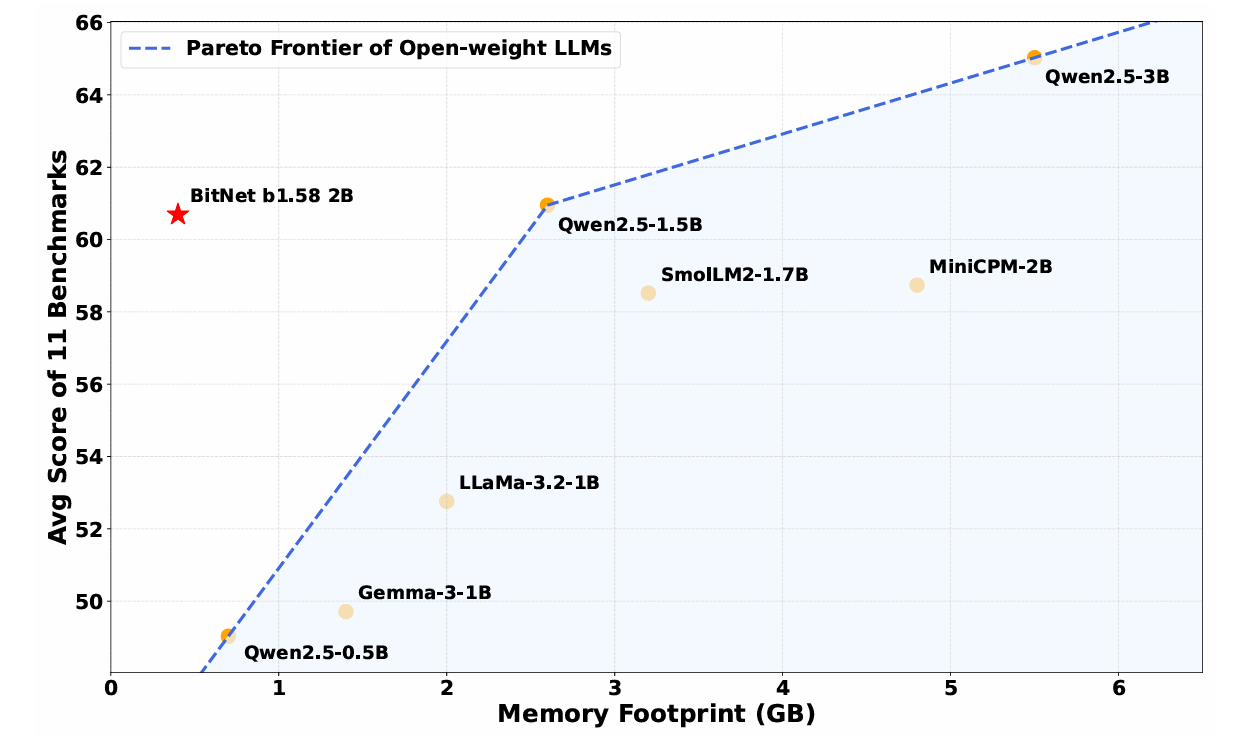 Pareto Frontier of Open-weight LLMs
Avg Score of 11 Benchmarks
66
64
62
60
58
56
54
52
50
Qwen2.5-3B
BitNet b1.58 2B
Qwen2.5-1.5B
SmolLM2-1.7B
MiniCPM-2B
LLaMa-3.2-1B
Gemma-3-1B
Qwen2.5-0.5B
0 1 2 3 4 5 6
Memory Footprint (GB)